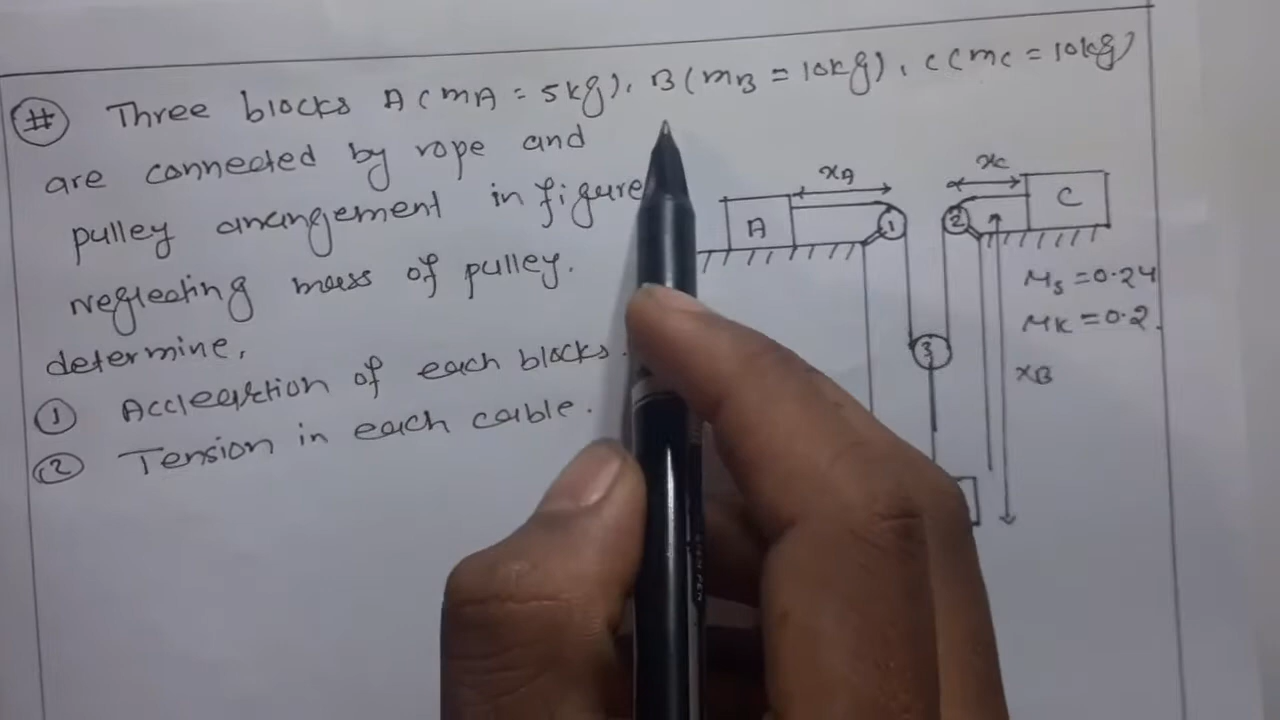 # Three blocks A(mA = 5kg), B(mB = 10kg), C(mC = 10kg)
are connected by rope and
pulley arrangement in figure
neglecting mass of pulley.
determine,
① Accleartion of each blocks.
② Tension in each cable.
xA
xC
A
1
2
C
μs = 0.24
μk = 0.2
3
xB